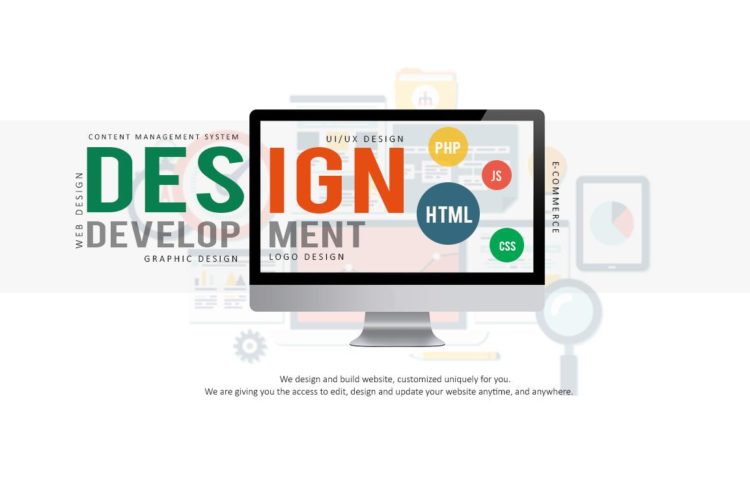 CONTENT MANAGEMENT SYSTEM
UI/UX DESIGN
WEB DESIGN
DESIGN
DEVELOPMENT
GRAPHIC DESIGN
LOGO DESIGN
PHP
JS
HTML
CSS
E-COMMERCE
We design and build website, customized uniquely for you.
We are giving you the access to edit, design and update your website anytime, and anywhere.